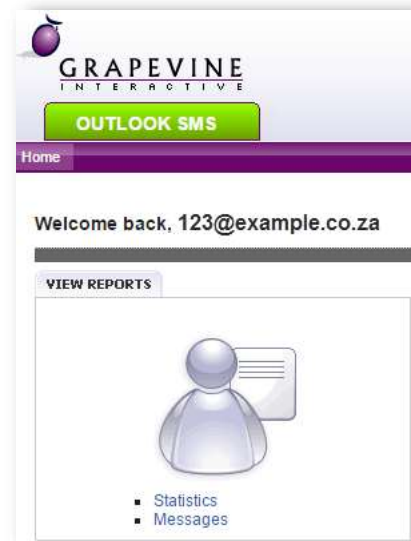 GRAPEVINE
INTERACTIVE
OUTLOOK SMS
Home
Welcome back, 123@example.co.za
VIEW REPORTS
Statistics
Messages